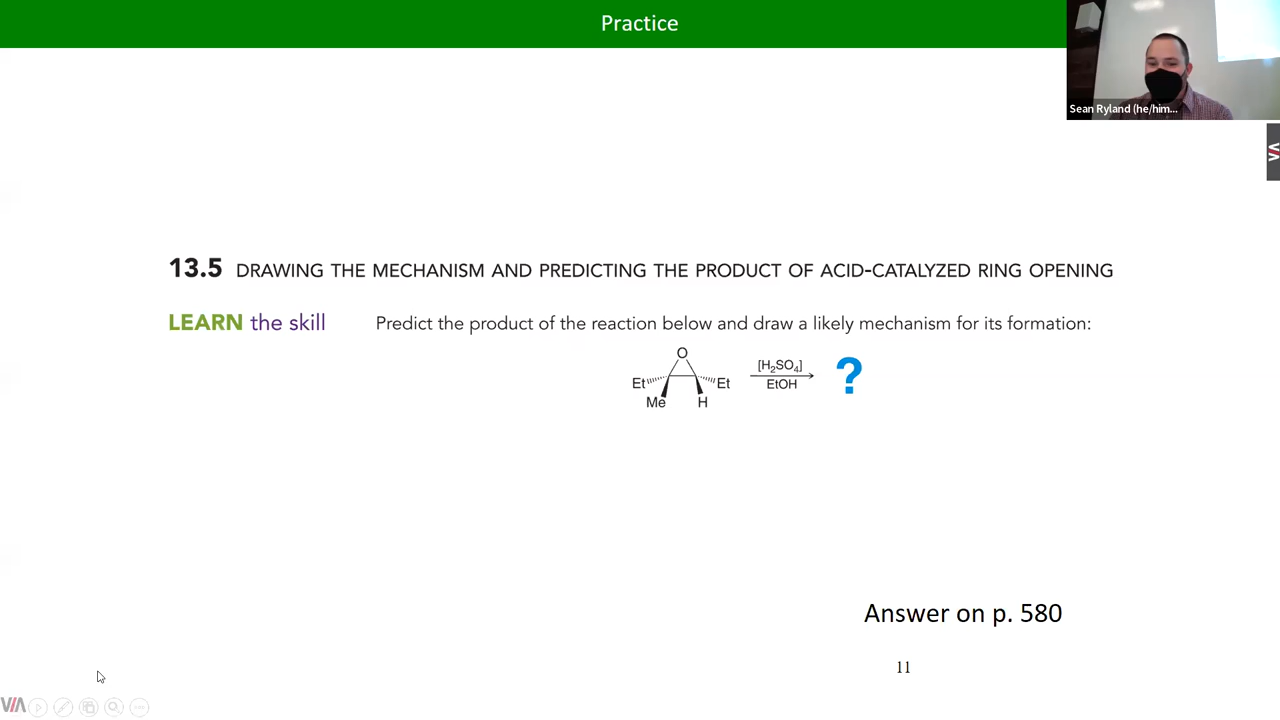 Practice
Sean Ryland (he/him...
13.5 DRAWING THE MECHANISM AND PREDICTING THE PRODUCT OF ACID-CATALYZED RING OPENING
LEARN the skill Predict the product of the reaction below and draw a likely mechanism for its formation:
O
Et Et [H₂SO₄] ?
Me H EtOH
Answer on p. 580
11
VIA